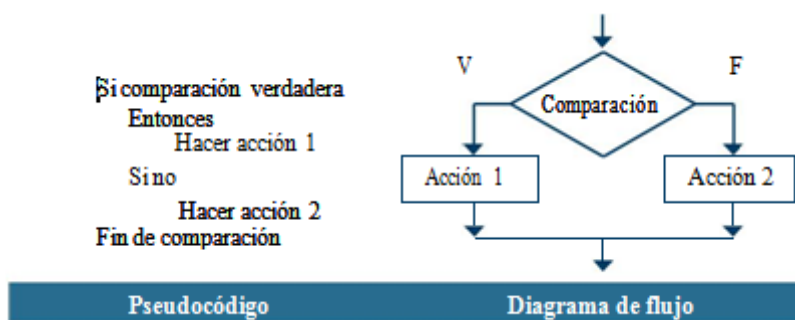 Si comparación verdadera
Entonces
Hacer acción 1
Sino
Hacer acción 2
Fin de comparación
V
F
Comparación
Acción 1
Acción 2
Pseudocódigo
Diagrama de flujo